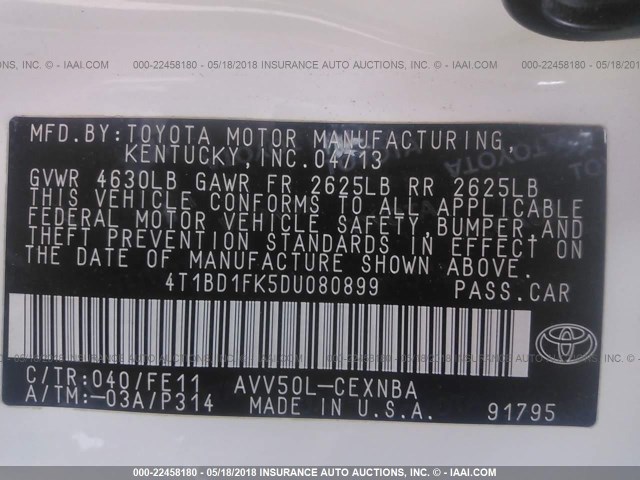 000-22458180 - 05/18/2018 INSURANCE AUTO AUCTIONS, INC. © - IAAI.COM
MFD.BY:TOYOTA MOTOR MANUFACTURING,
KENTUCKY, INC. 04/13
GVWR 4630LB GAWR FR 2625LB RR 2625LB
THIS VEHICLE CONFORMS TO ALL APPLICABLE
FEDERAL MOTOR VEHICLE SAFETY,BUMPER AND
THEFT PREVENTION STANDARDS IN EFFECT ON
THE DATE OF MANUFACTURE SHOWN ABOVE.
4T1BD1FK5DU080899 PASS.CAR
C/TR:040/FE11 AVV50L-CEXNBA
A/TM:-03A/P314 MADE IN U.S.A. 91795
000-22458180 - 05/18/2018 INSURANCE AUTO AUCTIONS, INC. © - IAAI.COM